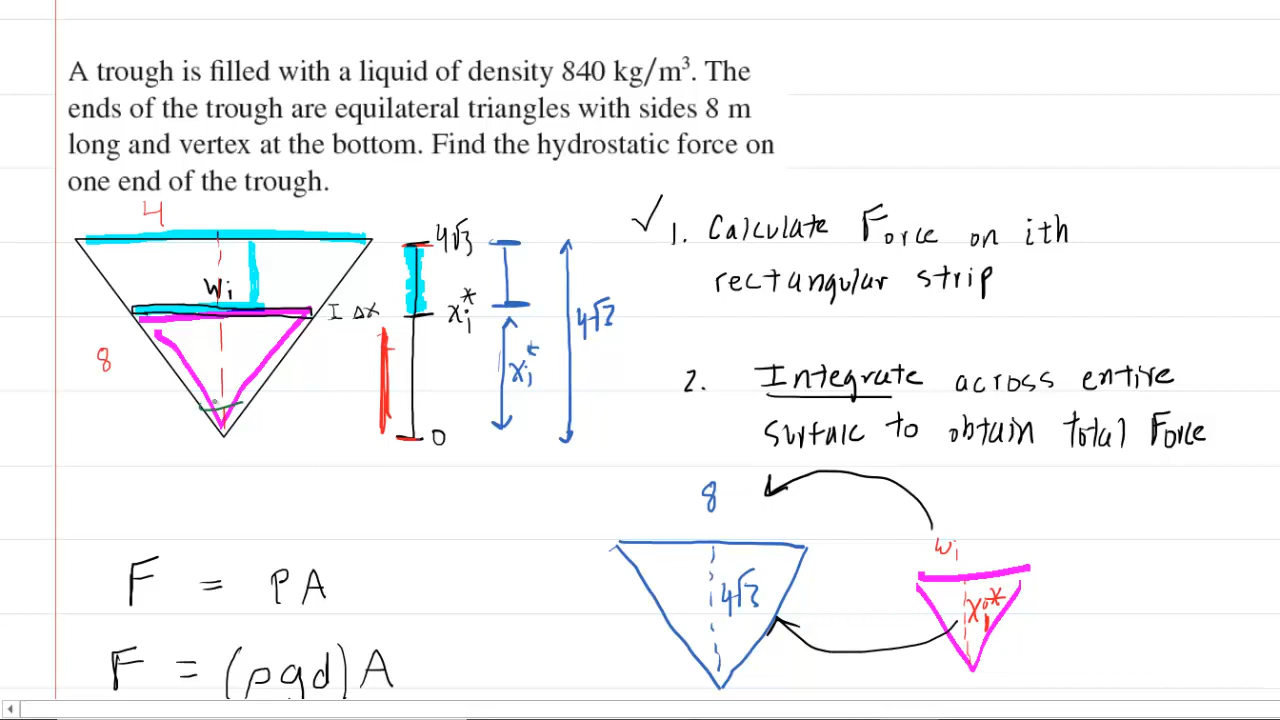 A trough is filled with a liquid of density 840 kg/m³. The
ends of the trough are equilateral triangles with sides 8 m
long and vertex at the bottom. Find the hydrostatic force on
one end of the trough.
4
4√3
wi
I Δx
xi*
4√3
8
xi*
0
✓ 1. Calculate Force on ith
rectangular strip
2. Integrate across entire
surface to obtain total Force
8
wi
4√3
xi*
F = PA
F = (ρgd)A